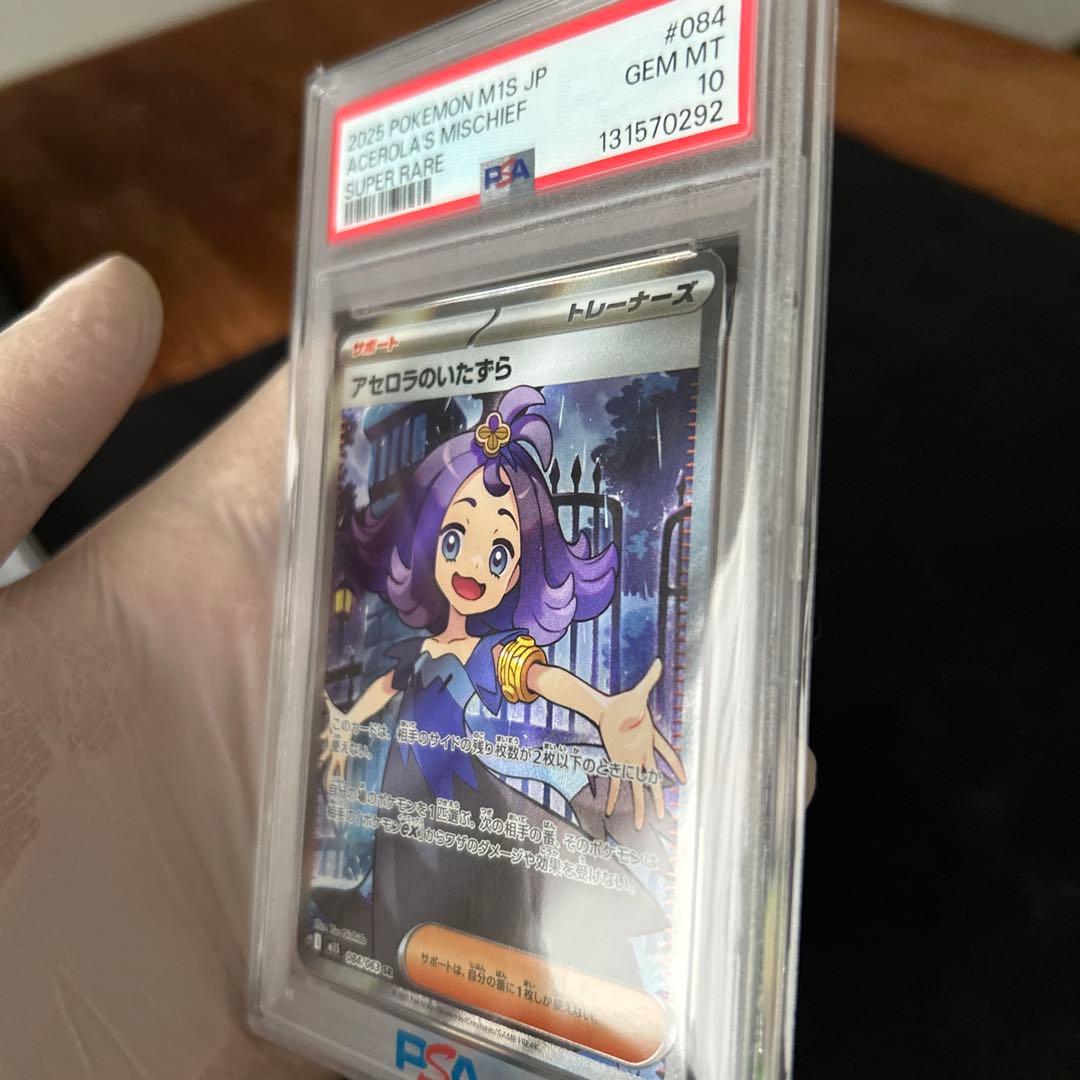 2025 POKEMON M1S JP
#084
ACEROLA'S MISCHIEF
GEM MT
SUPER RARE
10
PSA
131570292
サポート
トレーナーズ
アセロラのいたずら
このカードは、相手のサイドの残り枚数が2枚以下のときにしか
使えない。
自分の場のポケモンを1匹選ぶ。次の相手の番、そのポケモンは
相手の「ポケモンex」からワザのダメージや効果を受けない。
サポートは、自分の番に1枚しか使えない。
I M1S 084/063 SR
PSA